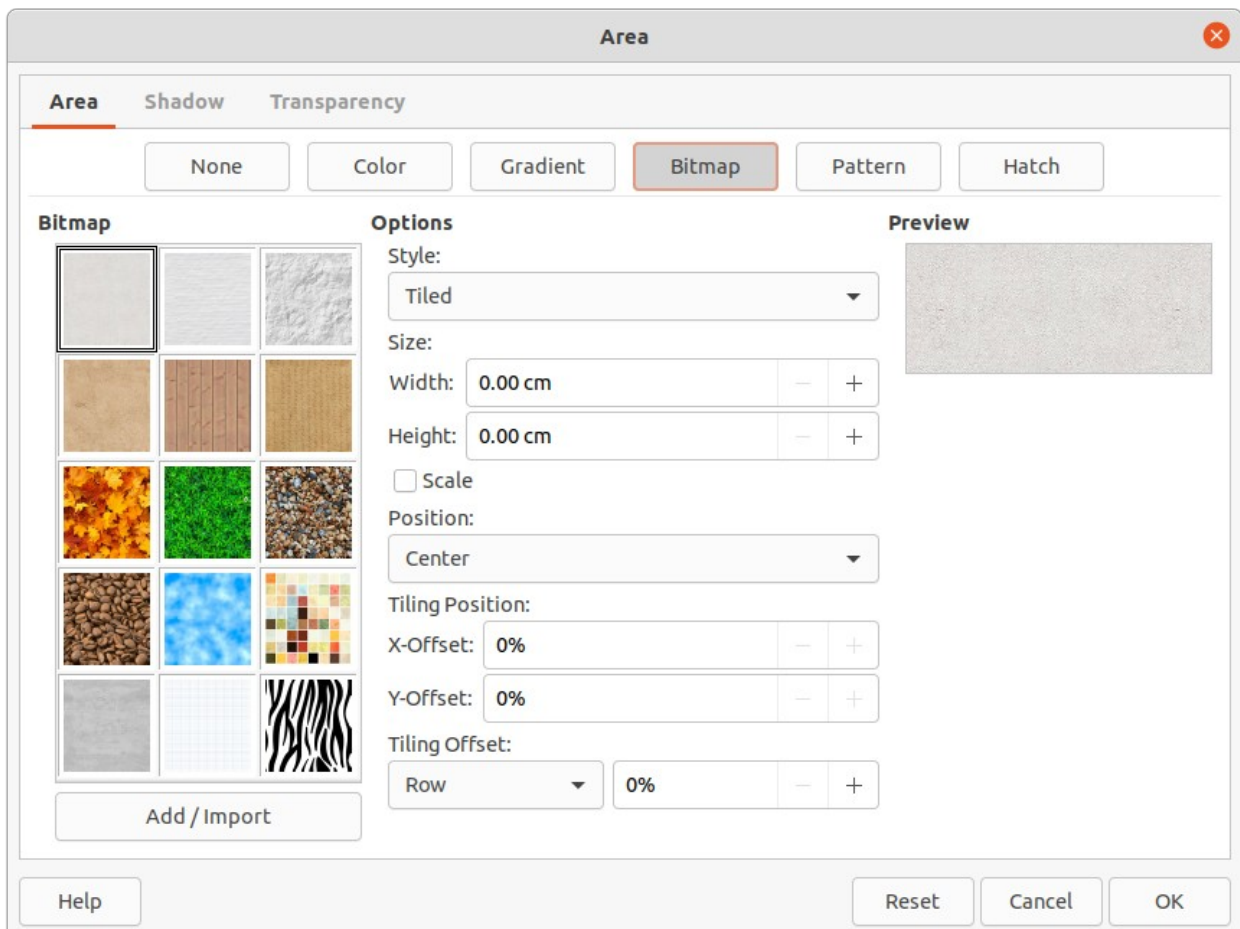 Area
Area Shadow Transparency
None Color Gradient Bitmap Pattern Hatch
Bitmap
Options
Preview
Style:
Tiled
Size:
Width: 0.00 cm
Height: 0.00 cm
Scale
Position:
Center
Tiling Position:
X-Offset: 0%
Y-Offset: 0%
Tiling Offset:
Row 0%
Add / Import
Help Reset Cancel OK